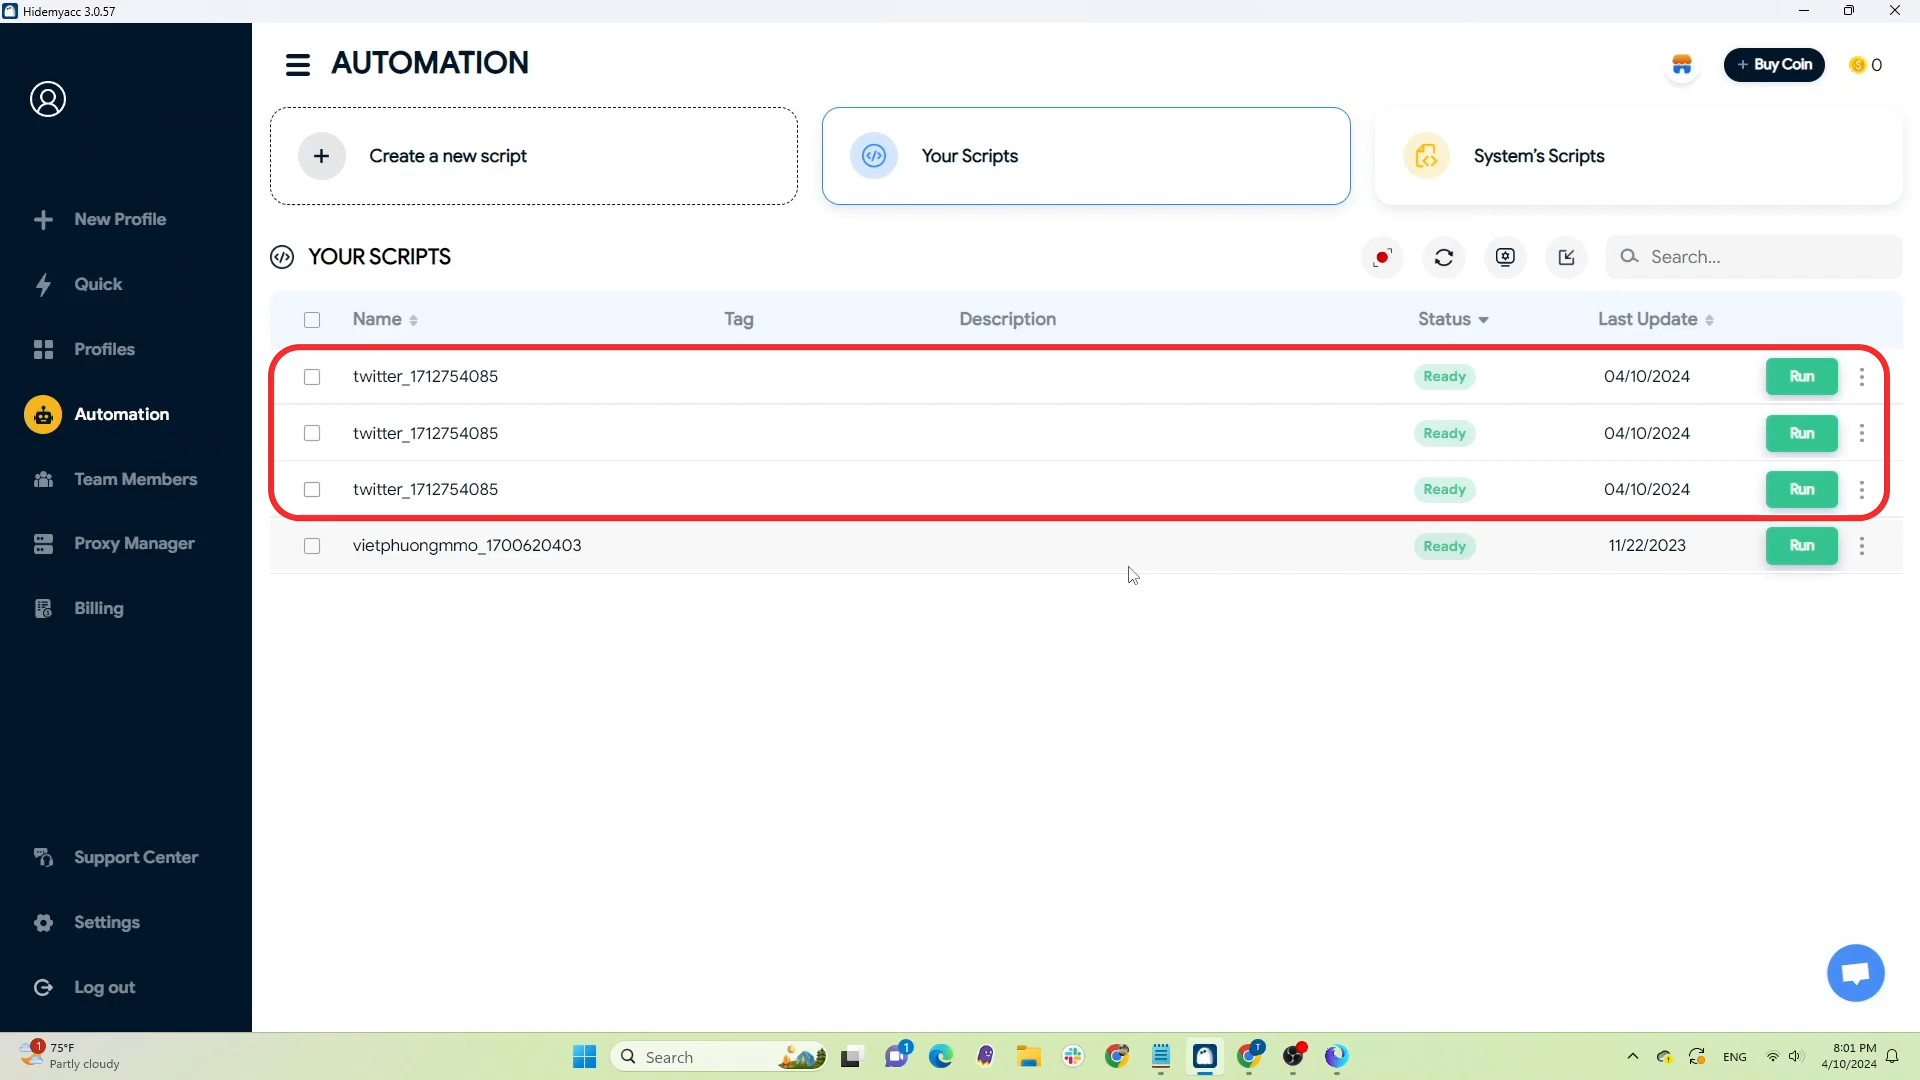 Hidemyacc 3.0.57
AUTOMATION
+ Buy Coin
0
Create a new script
Your Scripts
System's Scripts
New Profile
Quick
Profiles
Automation
Team Members
Proxy Manager
Billing
Support Center
Settings
Log out
YOUR SCRIPTS
Search...
Name
Tag
Description
Status
Last Update
twitter_1712754085
Ready
04/10/2024
Run
twitter_1712754085
Ready
04/10/2024
Run
twitter_1712754085
Ready
04/10/2024
Run
vietphuongmmo_1700620403
Ready
11/22/2023
Run
1
75°F
Partly cloudy
Search
1
T
ENG
8:01 PM
4/10/2024